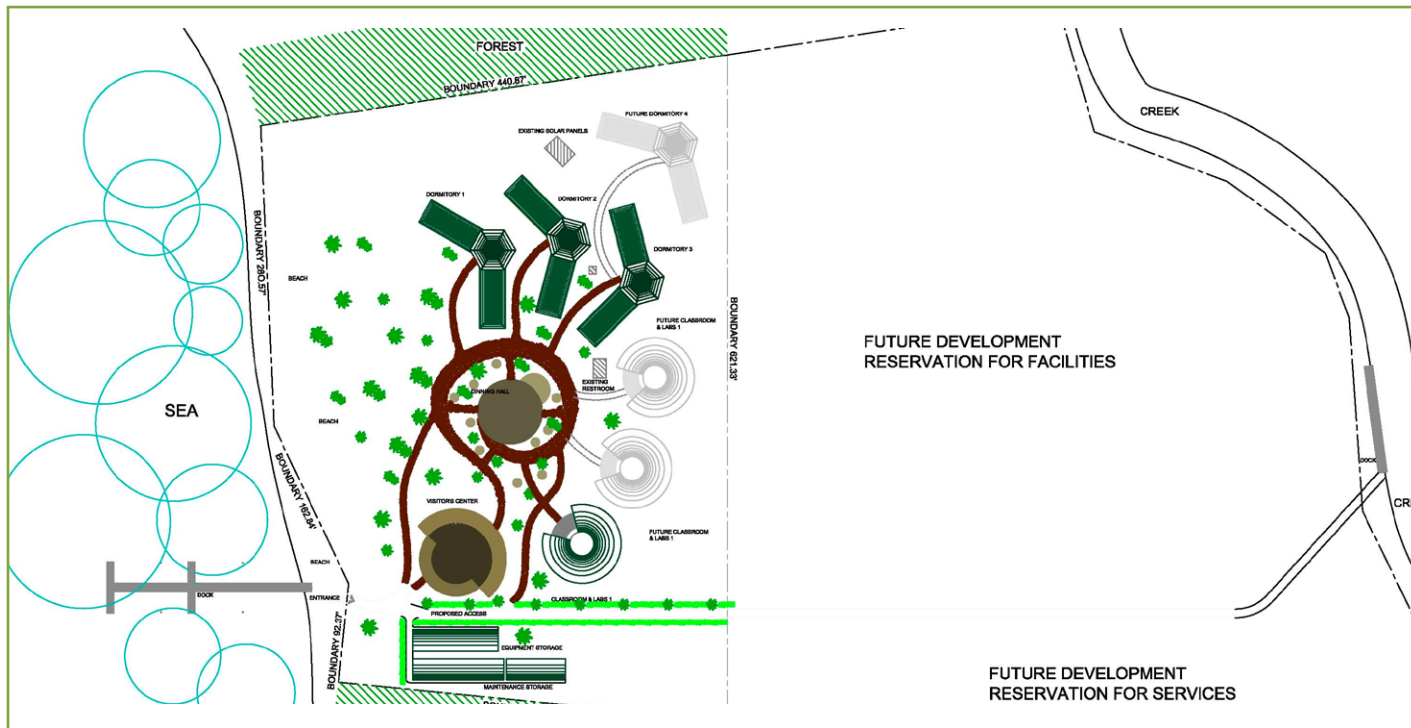 FOREST
BOUNDARY 440.87'
FUTURE DORMITORY 4
EXISTING SOLAR PANELS
CREEK
DORMITORY 1
DORMITORY 2
DORMITORY 3
BOUNDARY 280.57'
BEACH
BOUNDARY 621.33'
FUTURE CLASSROOM
& LABS 1
FUTURE DEVELOPMENT
RESERVATION FOR FACILITIES
EXISTING
RESTROOM
DINNING HALL
SEA
BEACH
BOUNDARY 162.84'
DOCK
VISITORS CENTER
FUTURE CLASSROOM
& LABS 1
BEACH
DOCK
ENTRANCE
CLASSROOM & LABS 1
PROPOSED ACCESS
BOUNDARY 92.37'
EQUIPMENT STORAGE
MAINTENANCE STORAGE
FUTURE DEVELOPMENT
RESERVATION FOR SERVICES